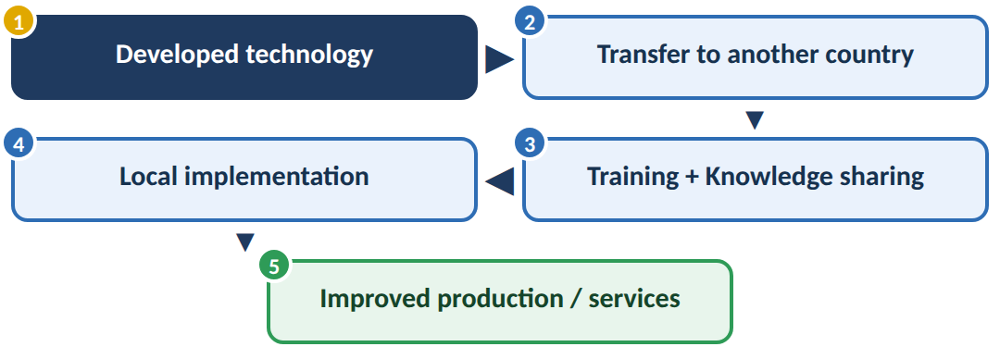 1
Developed technology
2
Transfer to another country
3
Training + Knowledge sharing
4
Local implementation
5
Improved production / services